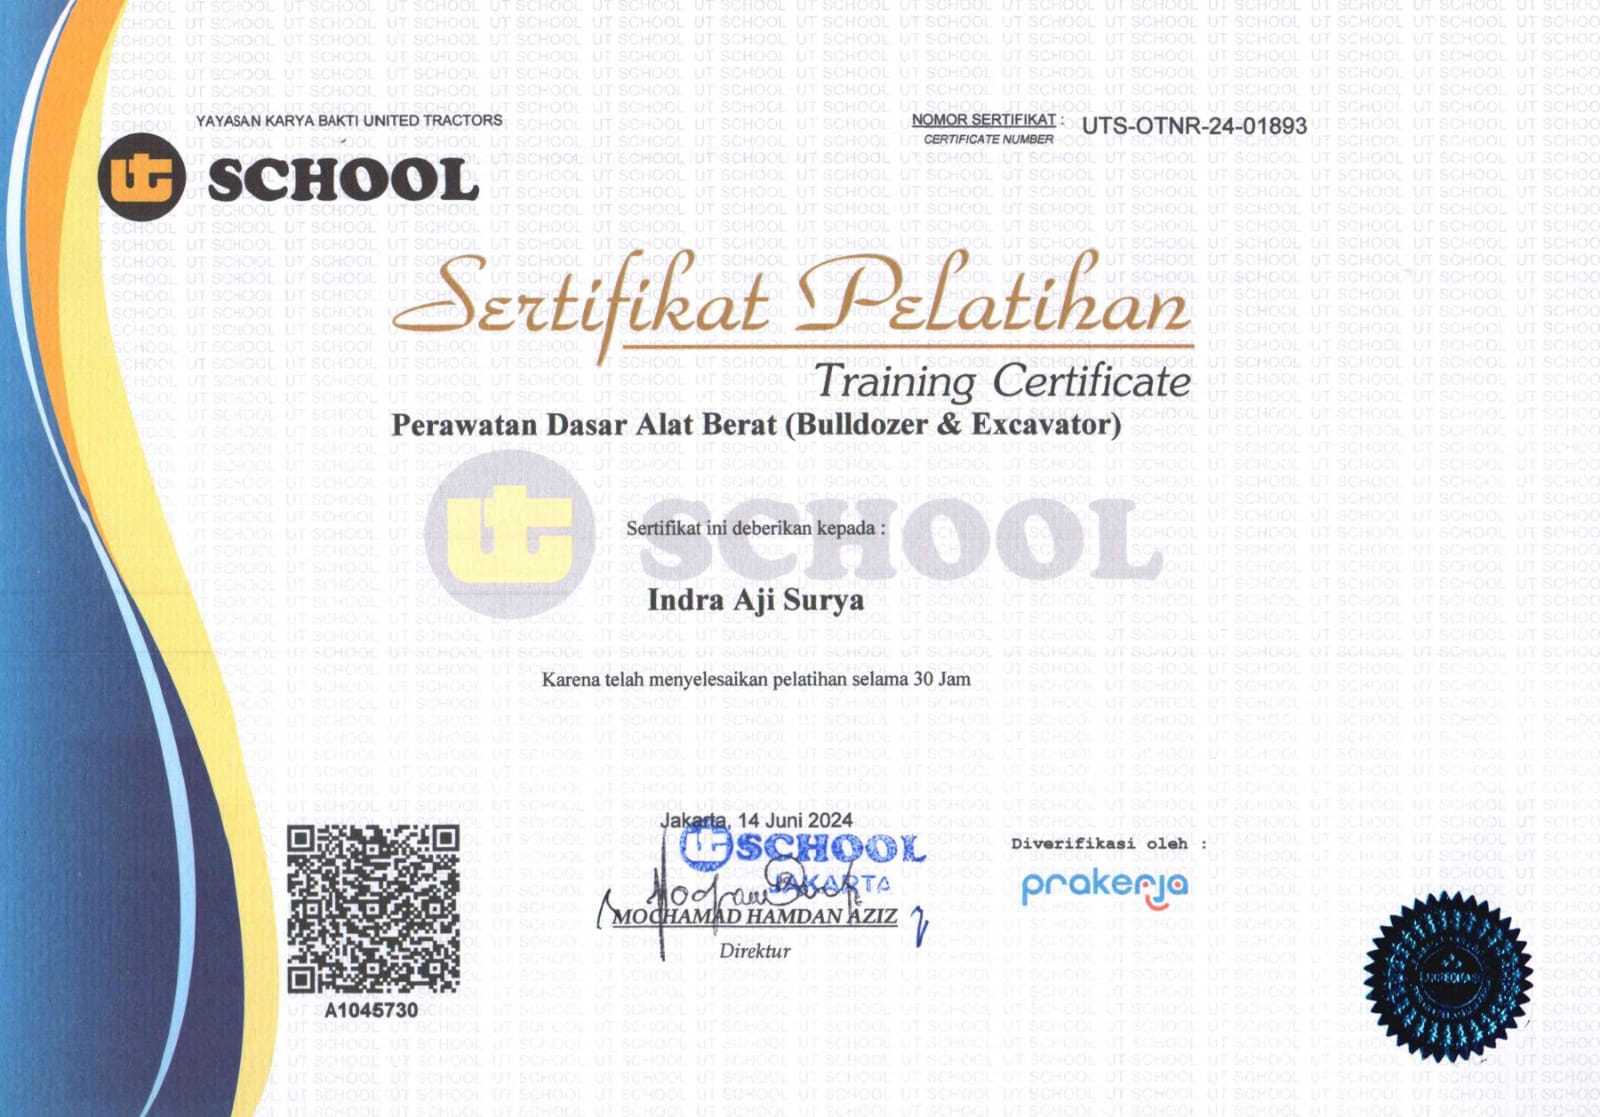 YAYASAN KARYA BAKTI UNITED TRACTORS
ut SCHOOL
NOMOR SERTIFIKAT : UTS-OTNR-24-01893
CERTIFICATE NUMBER
Sertifikat Pelatihan
Training Certificate
Perawatan Dasar Alat Berat (Bulldozer & Excavator)
ut SCHOOL
Sertifikat ini deberikan kepada :
Indra Aji Surya
Karena telah menyelesaikan pelatihan selama 30 Jam
Jakarta, 14 Juni 2024
ut SCHOOL
JAKARTA
MOCHAMAD HAMDAN AZIZ
Direktur
Diverifikasi oleh :
prakerja
A1045730